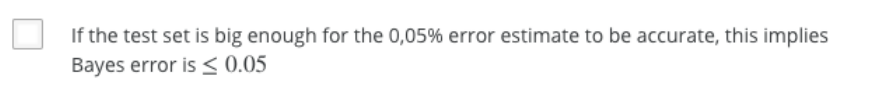 If the test set is big enough for the 0,05% error estimate to be accurate, this implies
Bayes error is ≤ 0.05